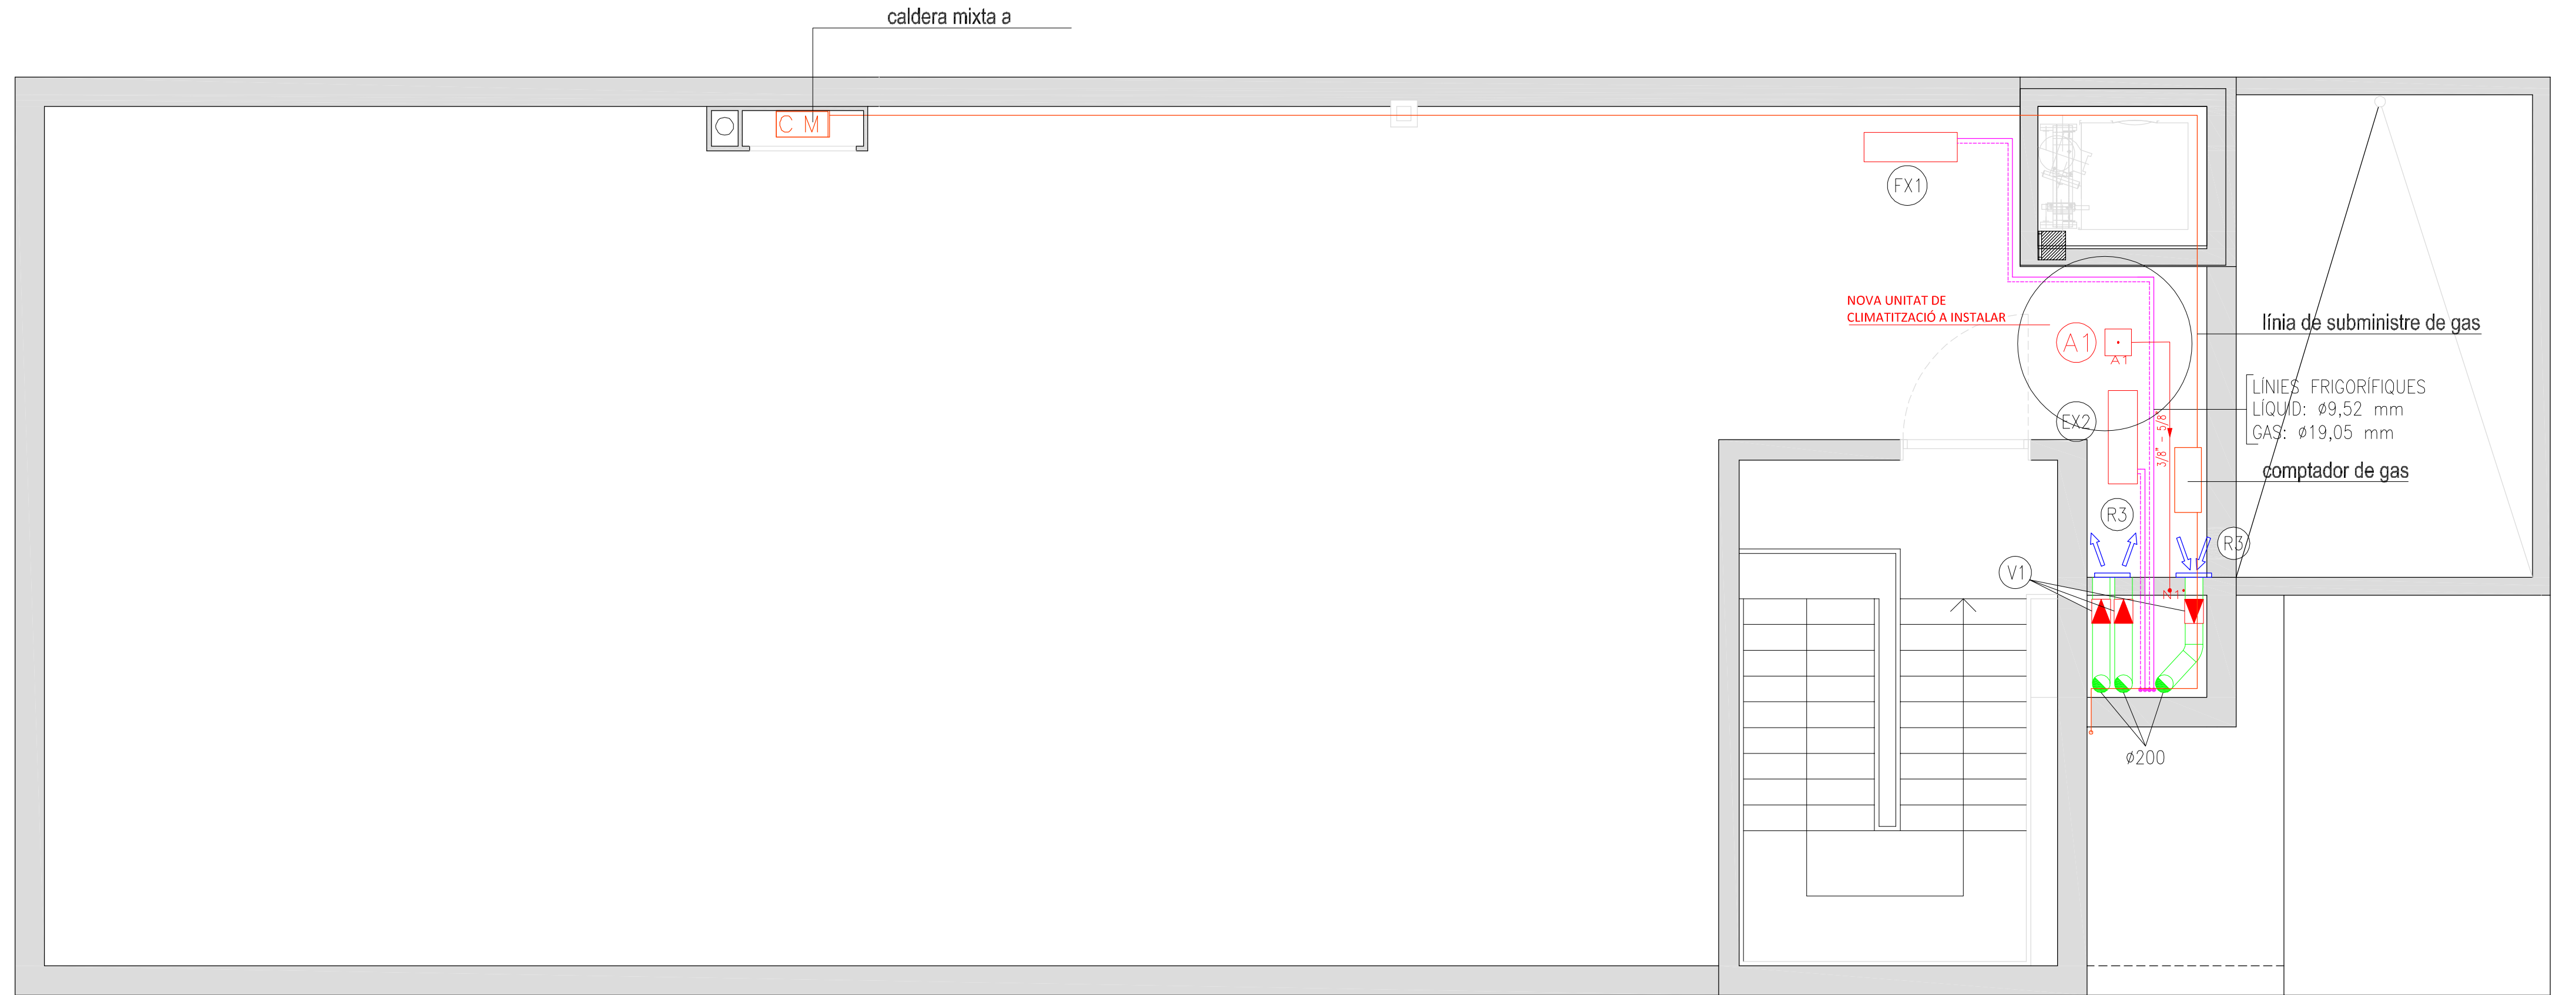 caldera mixta a
C M
FX1
NOVA UNITAT DE
CLIMATITZACIÓ A INSTALAR
línia de subministre de gas
A1
A1
LÍNIES FRIGORÍFIQUES
LÍQUID: ø9,52 mm
GAS: ø19,05 mm
3/8" - 5/8"
comptador de gas
R3
R3
V1
ø200